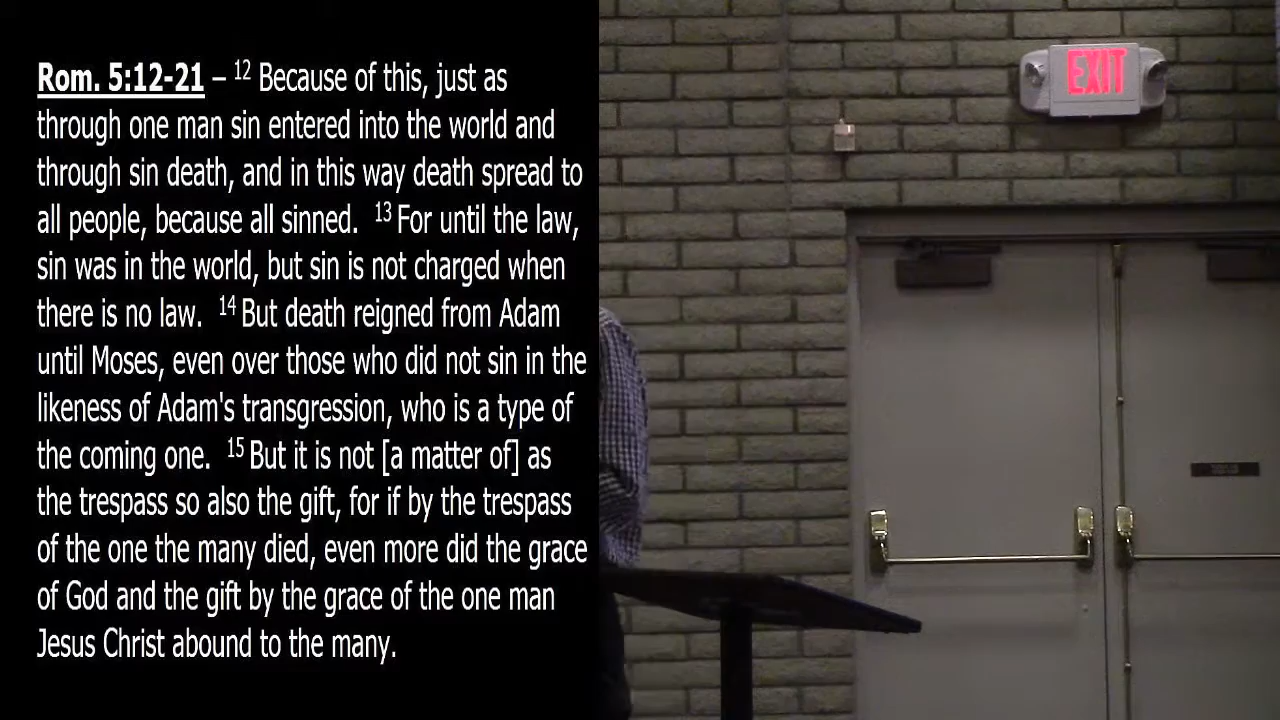 Rom. 5:12-21 – 12 Because of this, just as
through one man sin entered into the world and
through sin death, and in this way death spread to
all people, because all sinned. 13 For until the law,
sin was in the world, but sin is not charged when
there is no law. 14 But death reigned from Adam
until Moses, even over those who did not sin in the
likeness of Adam's transgression, who is a type of
the coming one. 15 But it is not [a matter of] as
the trespass so also the gift, for if by the trespass
of the one the many died, even more did the grace
of God and the gift by the grace of the one man
Jesus Christ abound to the many.
EXIT